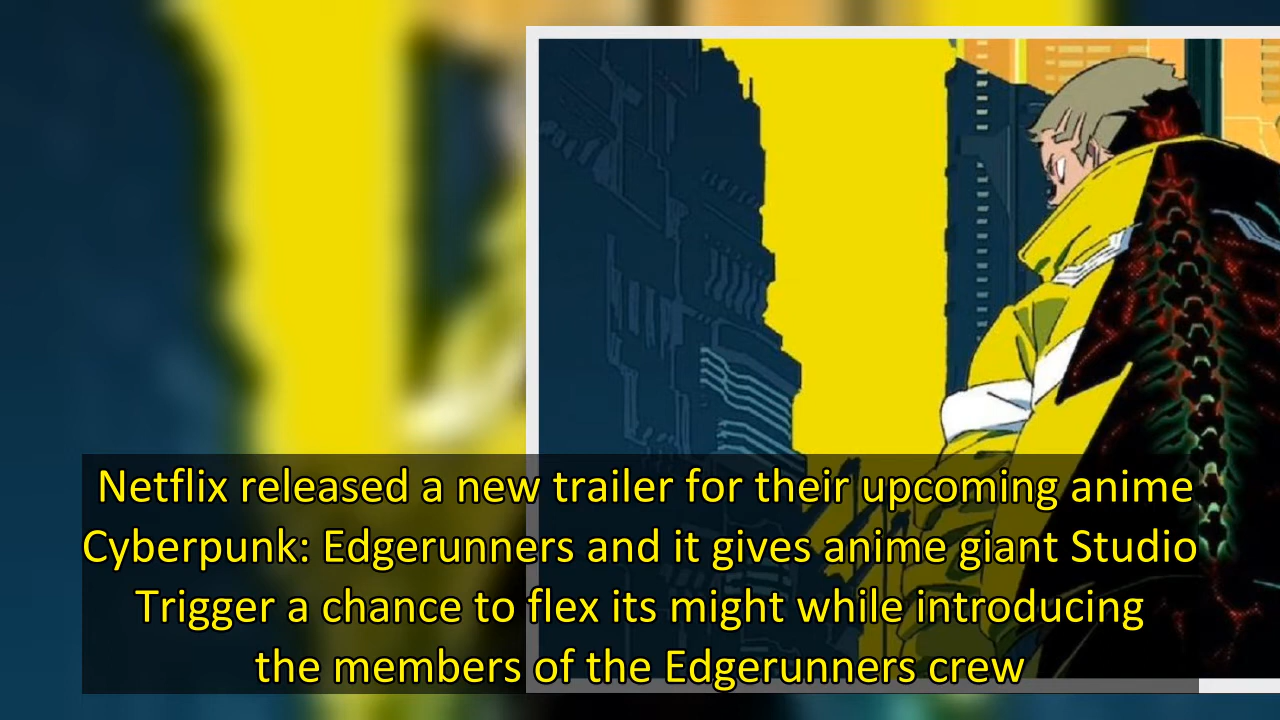 Netflix released a new trailer for their upcoming anime
Cyberpunk: Edgerunners and it gives anime giant Studio
Trigger a chance to flex its might while introducing
the members of the Edgerunners crew